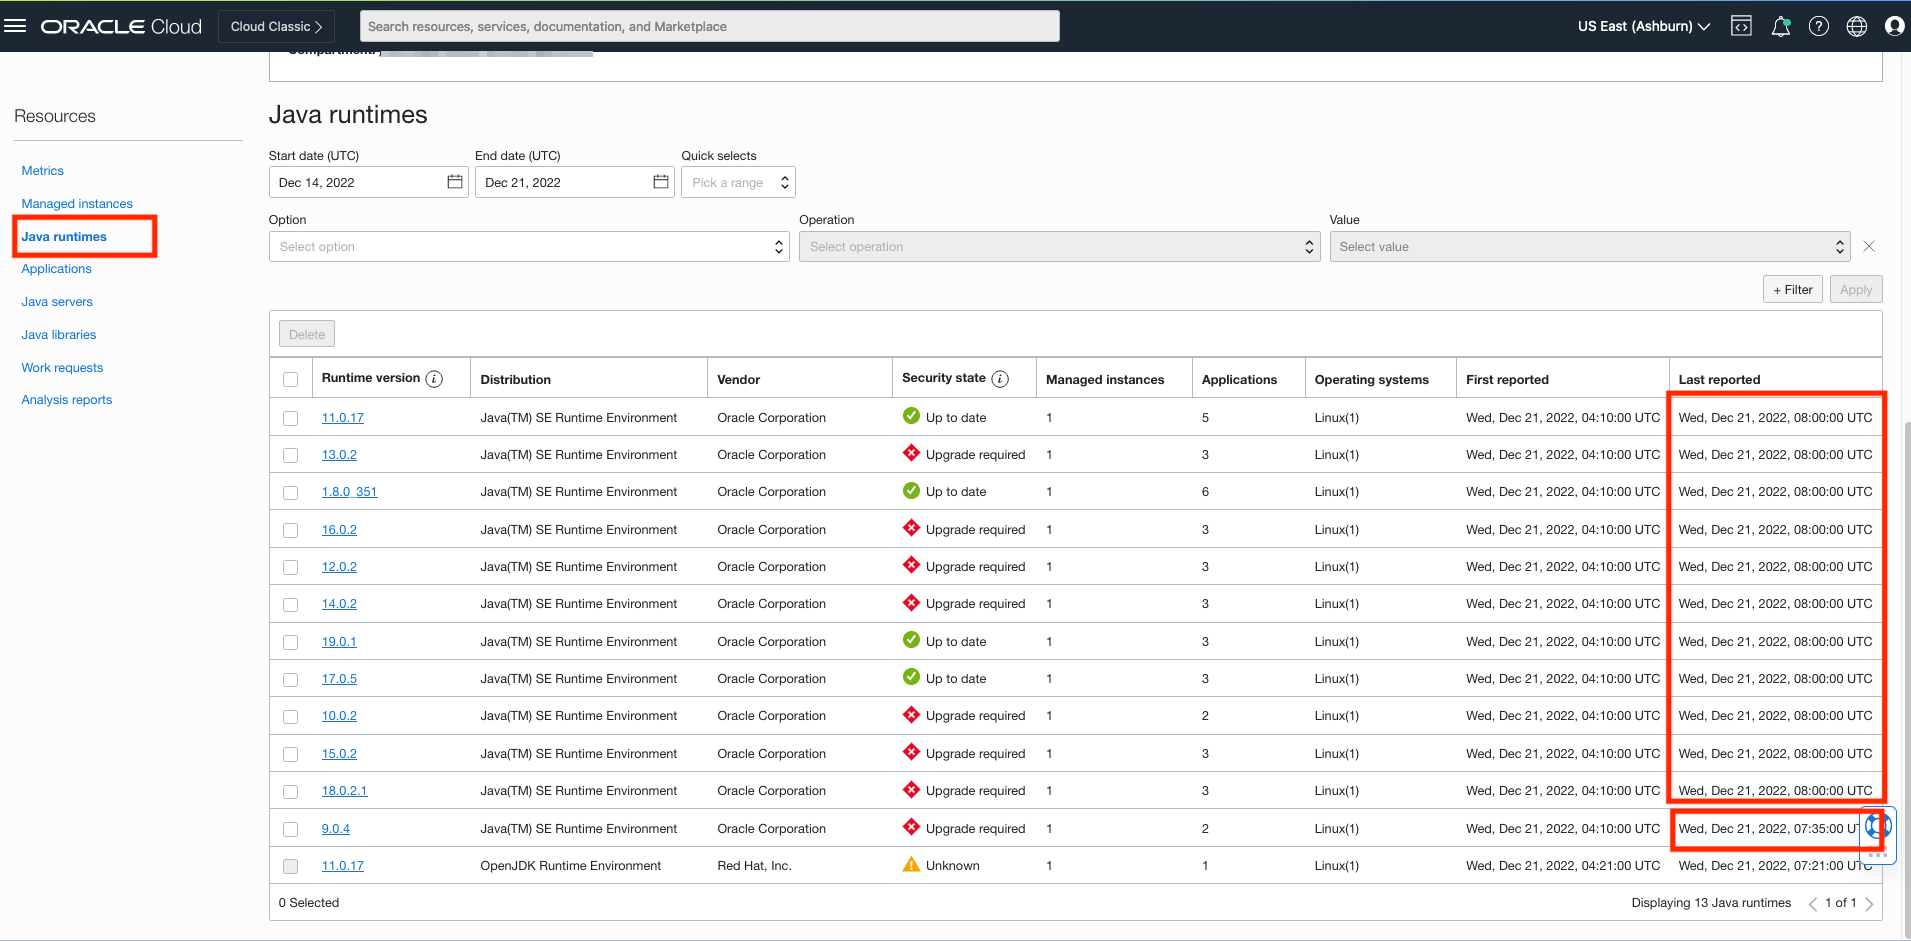 ORACLE Cloud Cloud Classic Search resources, services, documentation, and Marketplace US East (Ashburn)
Resources
Metrics
Managed instances
Java runtimes
Applications
Java servers
Java libraries
Work requests
Analysis reports
Java runtimes
Start date (UTC) End date (UTC) Quick selects
Dec 14, 2022 Dec 21, 2022 Pick a range
Option Operation Value
Select option Select operation Select value
+ Filter Apply
Delete
Runtime version Distribution Vendor Security state Managed instances Applications Operating systems First reported Last reported
11.0.17 Java(TM) SE Runtime Environment Oracle Corporation Up to date 1 5 Linux(1) Wed, Dec 21, 2022, 04:10:00 UTC Wed, Dec 21, 2022, 08:00:00 UTC
13.0.2 Java(TM) SE Runtime Environment Oracle Corporation Upgrade required 1 3 Linux(1) Wed, Dec 21, 2022, 04:10:00 UTC Wed, Dec 21, 2022, 08:00:00 UTC
1.8.0_351 Java(TM) SE Runtime Environment Oracle Corporation Up to date 1 6 Linux(1) Wed, Dec 21, 2022, 04:10:00 UTC Wed, Dec 21, 2022, 08:00:00 UTC
16.0.2 Java(TM) SE Runtime Environment Oracle Corporation Upgrade required 1 3 Linux(1) Wed, Dec 21, 2022, 04:10:00 UTC Wed, Dec 21, 2022, 08:00:00 UTC
12.0.2 Java(TM) SE Runtime Environment Oracle Corporation Upgrade required 1 3 Linux(1) Wed, Dec 21, 2022, 04:10:00 UTC Wed, Dec 21, 2022, 08:00:00 UTC
14.0.2 Java(TM) SE Runtime Environment Oracle Corporation Upgrade required 1 3 Linux(1) Wed, Dec 21, 2022, 04:10:00 UTC Wed, Dec 21, 2022, 08:00:00 UTC
19.0.1 Java(TM) SE Runtime Environment Oracle Corporation Up to date 1 3 Linux(1) Wed, Dec 21, 2022, 04:10:00 UTC Wed, Dec 21, 2022, 08:00:00 UTC
17.0.5 Java(TM) SE Runtime Environment Oracle Corporation Up to date 1 3 Linux(1) Wed, Dec 21, 2022, 04:10:00 UTC Wed, Dec 21, 2022, 08:00:00 UTC
10.0.2 Java(TM) SE Runtime Environment Oracle Corporation Upgrade required 1 2 Linux(1) Wed, Dec 21, 2022, 04:10:00 UTC Wed, Dec 21, 2022, 08:00:00 UTC
15.0.2 Java(TM) SE Runtime Environment Oracle Corporation Upgrade required 1 3 Linux(1) Wed, Dec 21, 2022, 04:10:00 UTC Wed, Dec 21, 2022, 08:00:00 UTC
18.0.2.1 Java(TM) SE Runtime Environment Oracle Corporation Upgrade required 1 3 Linux(1) Wed, Dec 21, 2022, 04:10:00 UTC Wed, Dec 21, 2022, 08:00:00 UTC
9.0.4 Java(TM) SE Runtime Environment Oracle Corporation Upgrade required 1 2 Linux(1) Wed, Dec 21, 2022, 04:10:00 UTC Wed, Dec 21, 2022, 07:35:00
11.0.17 OpenJDK Runtime Environment Red Hat, Inc. Unknown 1 1 Linux(1) Wed, Dec 21, 2022, 04:21:00 UTC Wed, Dec 21, 2022, 07:21:00 UTC
0 Selected Displaying 13 Java runtimes 1 of 1